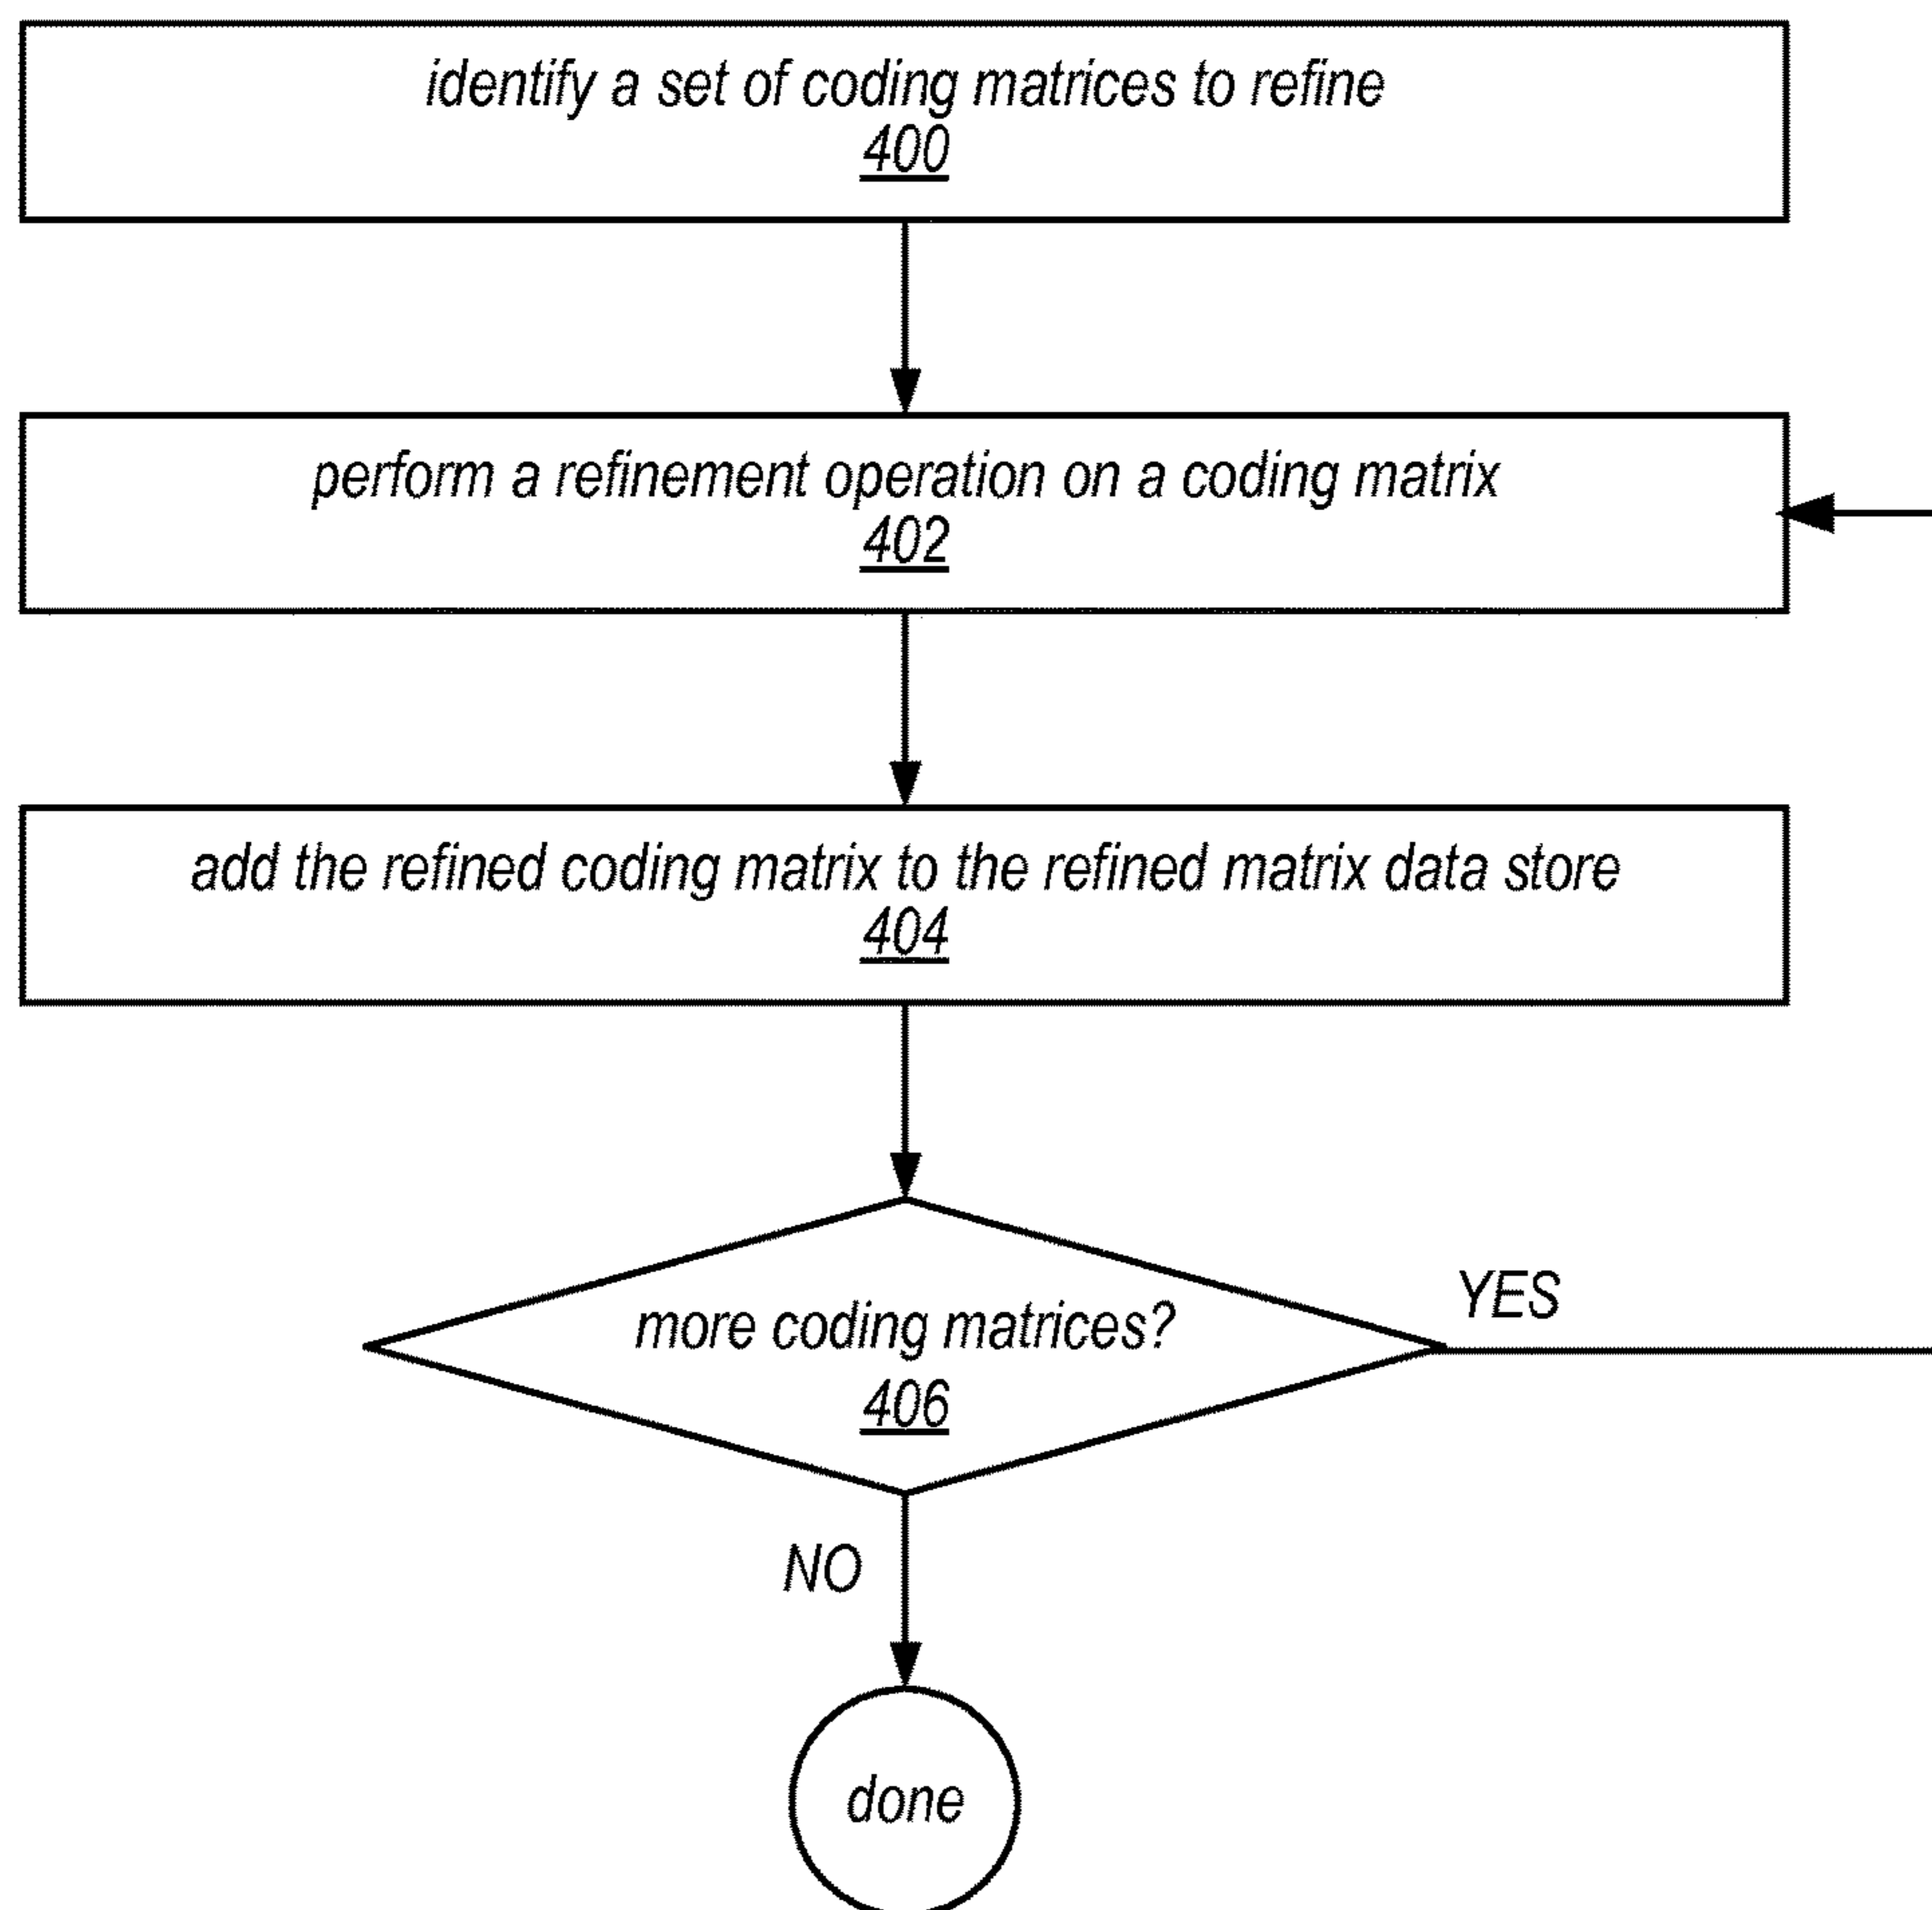 identify a set of coding matrices to refine
400
perform a refinement operation on a coding matrix
402
add the refined coding matrix to the refined matrix data store
404
more coding matrices?
406
YES
NO
done